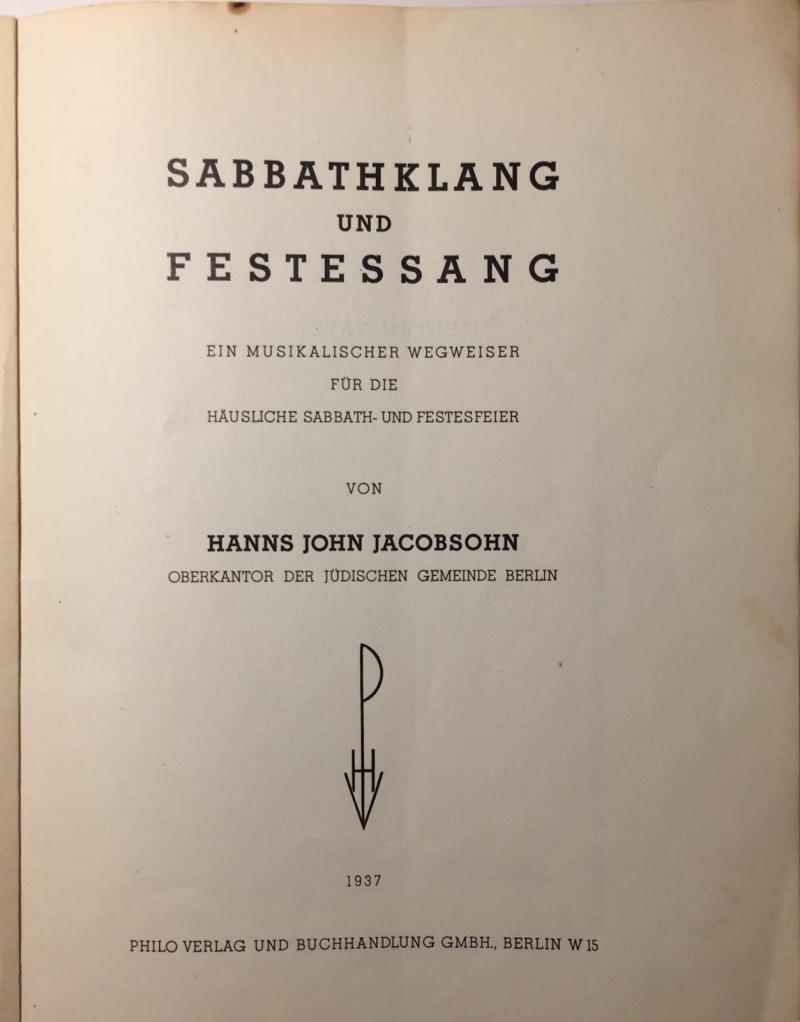 SABBATHKLANG
UND
FESTESSANG
EIN MUSIKALISCHER WEGWEISER
FÜR DIE
HÄUSLICHE SABBATH- UND FESTESFEIER
VON
HANNS JOHN JACOBSOHN
OBERKANTOR DER JÜDISCHEN GEMEINDE BERLIN
1937
PHILO VERLAG UND BUCHHANDLUNG GMBH., BERLIN W 15